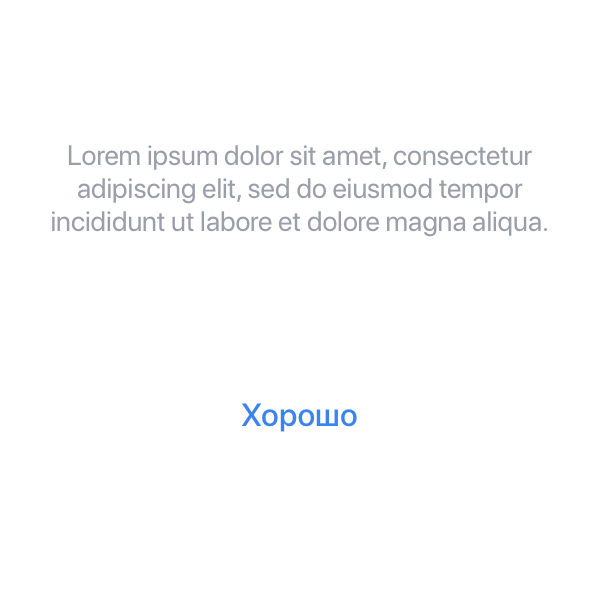 Lorem ipsum dolor sit amet, consectetur
adipiscing elit, sed do eiusmod tempor
incididunt ut labore et dolore magna aliqua.
Хорошо